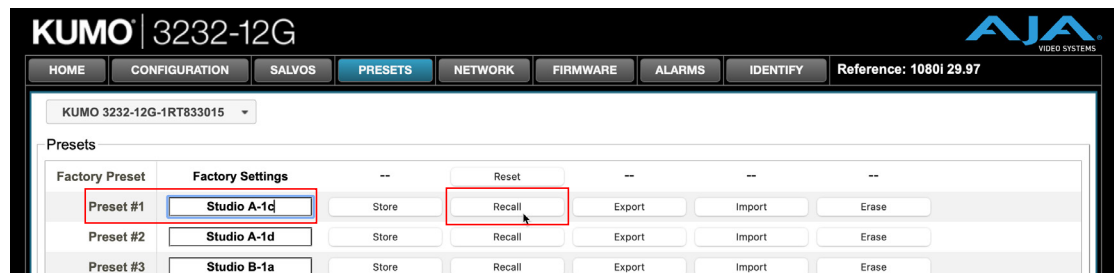 KUMO 3232-12G
AJA
VIDEO SYSTEMS
HOME CONFIGURATION SALVOS PRESETS NETWORK FIRMWARE ALARMS IDENTIFY Reference: 1080i 29.97
KUMO 3232-12G-1RT833015
Presets
Factory Preset Factory Settings -- Reset -- -- --
Preset #1 Studio A-1c Store Recall Export Import Erase
Preset #2 Studio A-1d Store Recall Export Import Erase
Preset #3 Studio B-1a Store Recall Export Import Erase